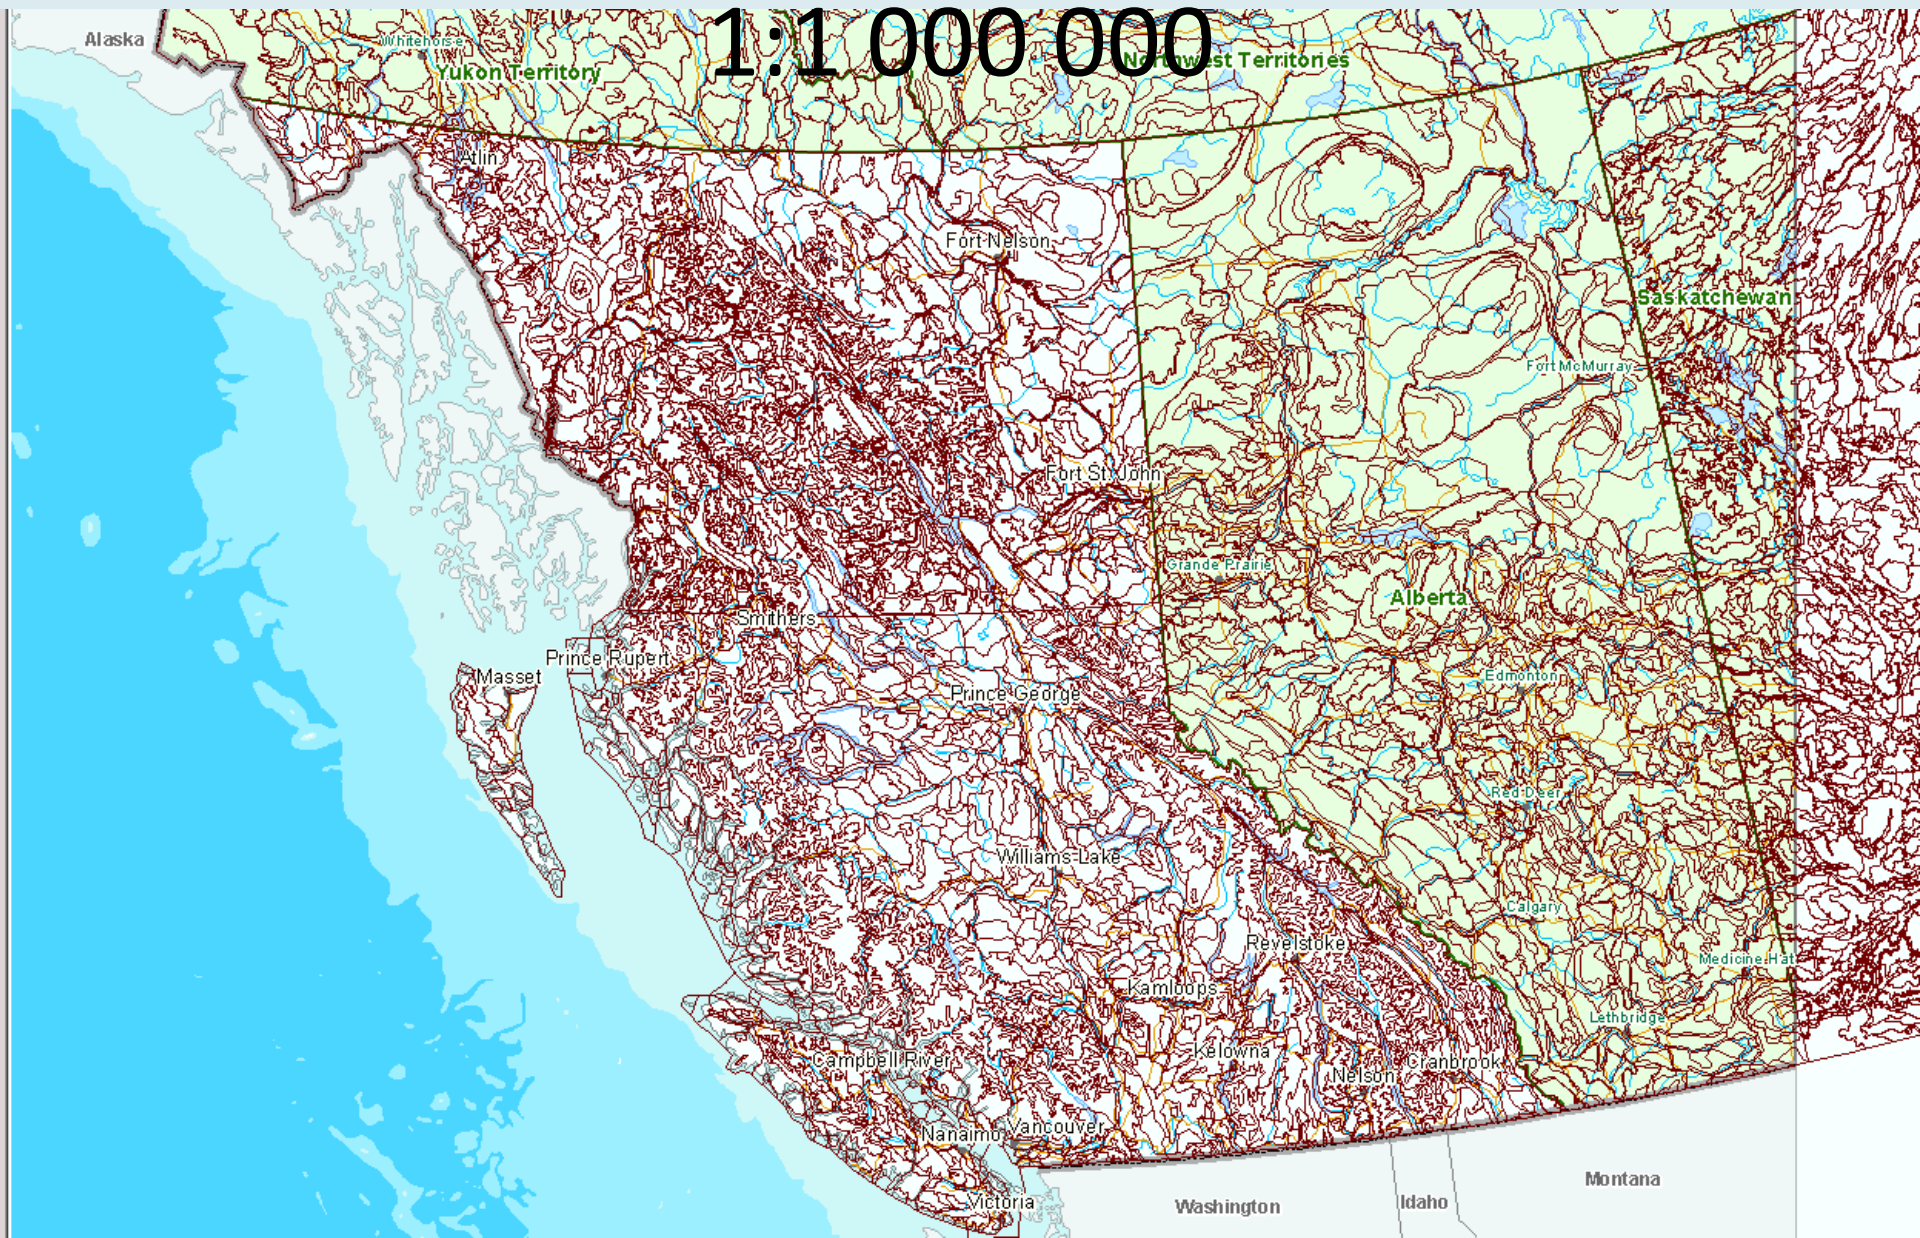 1:1 000 000
Alaska
Whitehorse
Yukon Territory
Northwest Territories
Atlin
Fort Nelson
Saskatchewan
Fort McMurray
Fort St. John
Grande Prairie
Alberta
Smithers
Prince Rupert
Masset
Edmonton
Prince George
Red Deer
Williams Lake
Calgary
Revelstoke
Medicine Hat
Kamloops
Lethbridge
Kelowna
Campbell River
Cranbrook
Nelson
Vancouver
Nanaimo
Montana
Victoria
Idaho
Washington